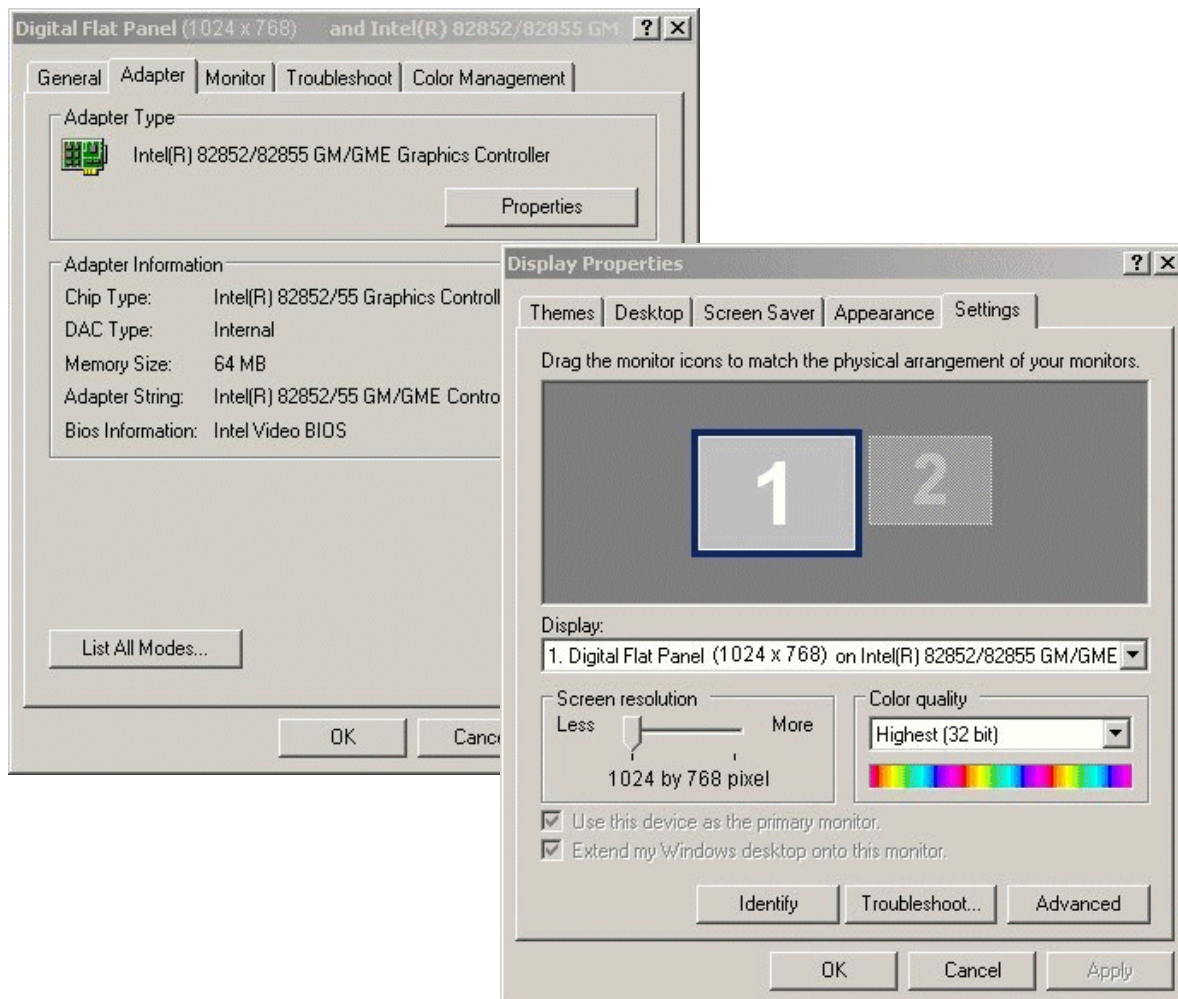 Digital Flat Panel (1024 x 768) and Intel(R) 82852/82855 GM
General Adapter Monitor Troubleshoot Color Management
Adapter Type
Intel(R) 82852/82855 GM/GME Graphics Controller
Properties
Adapter Information
Chip Type: Intel(R) 82852/55 Graphics Controll
DAC Type: Internal
Memory Size: 64 MB
Adapter String: Intel(R) 82852/55 GM/GME Contro
Bios Information: Intel Video BIOS
List All Modes...
OK Cance
Display Properties
Themes Desktop Screen Saver Appearance Settings
Drag the monitor icons to match the physical arrangement of your monitors.
1 2
Display:
1. Digital Flat Panel (1024 x 768) on Intel(R) 82852/82855 GM/GME
Screen resolution
Less More
1024 by 768 pixel
Color quality
Highest (32 bit)
Use this device as the primary monitor.
Extend my Windows desktop onto this monitor.
Identify Troubleshoot... Advanced
OK Cancel Apply